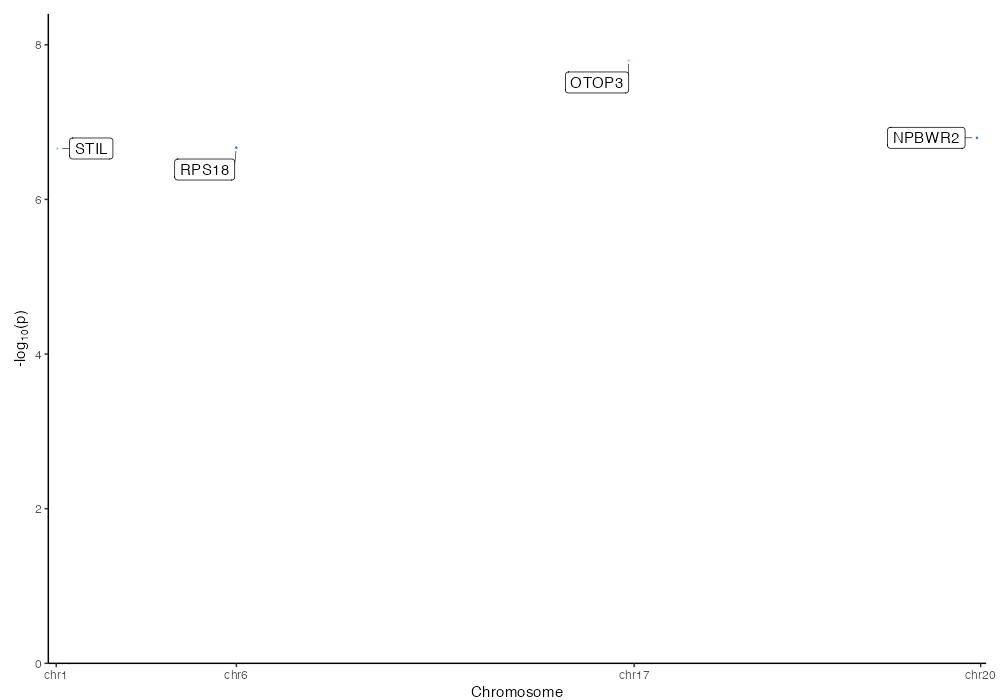 8
OTOP3
NPBWR2
STIL
RPS18
6
-log10(p)
4
2
0
chr1 chr6 chr17 chr20
Chromosome